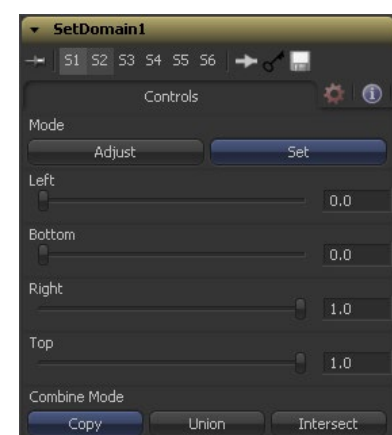 SetDomain1
S1 S2 S3 S4 S5 S6
Controls
Mode
Adjust Set
Left
0.0
Bottom
0.0
Right
1.0
Top
1.0
Combine Mode
Copy Union Intersect